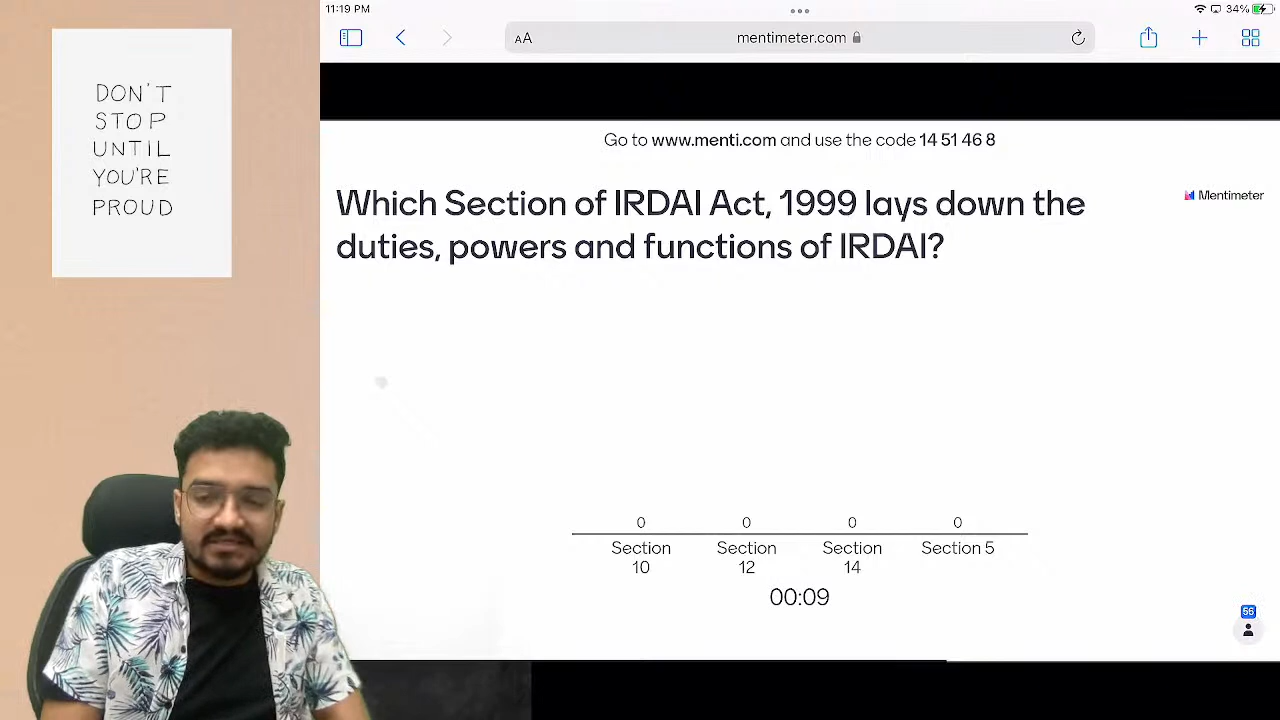 DON'T
STOP
UNTIL
YOU'RE
PROUD
11:19 PM
34%
AA
mentimeter.com
Go to www.menti.com and use the code 14 51 46 8
Which Section of IRDAI Act, 1999 lays down the
duties, powers and functions of IRDAI?
Mentimeter
0 0 0 0
Section Section Section Section 5
10 12 14
00:09
56